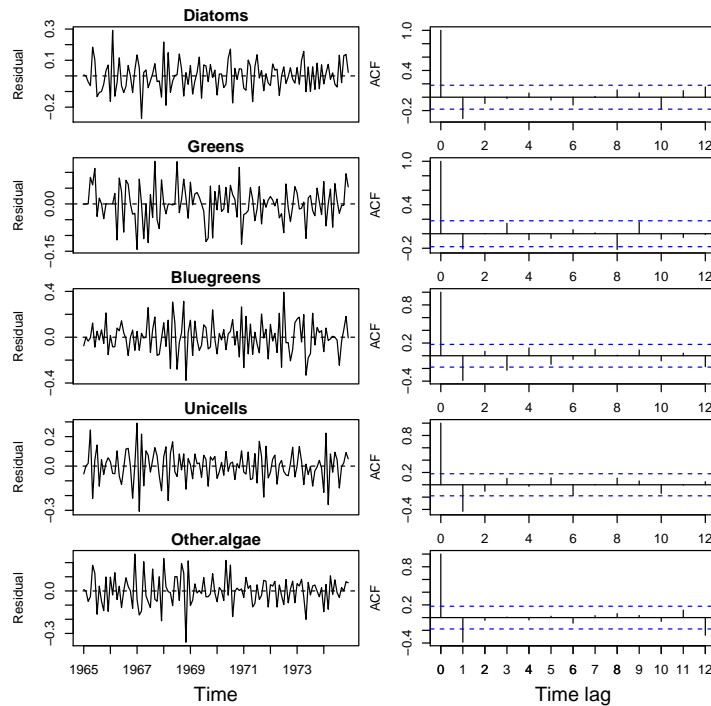 Diatoms
Residual
0.3
0.1
−0.2
ACF
1.0
0.4
−0.2
0 2 4 6 8 10 12
Greens
Residual
0.00
−0.15
ACF
1.0
0.4
−0.2
0 2 4 6 8 10 12
Bluegreens
Residual
0.4
0.0
−0.4
ACF
0.8
0.2
−0.4
0 2 4 6 8 10 12
Unicells
Residual
0.2
0.0
−0.3
ACF
0.8
0.2
−0.4
0 2 4 6 8 10 12
Other.algae
Residual
0.0
−0.3
ACF
0.8
0.2
−0.4
1965 1967 1969 1971 1973
0 1 2 3 4 5 6 7 8 9 10 11 12
Time
Time lag